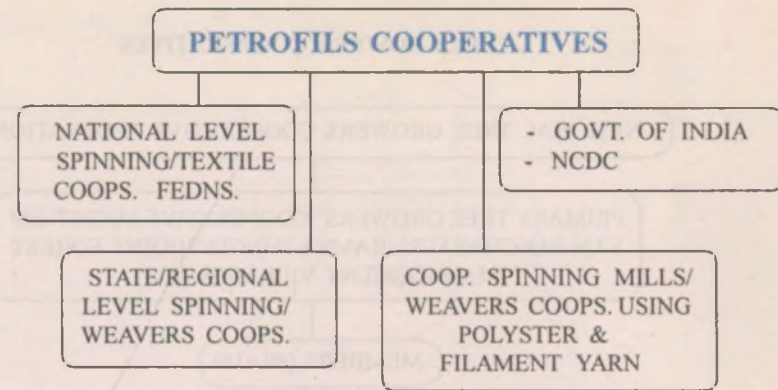 PETROFILS COOPERATIVES
NATIONAL LEVEL
SPINNING/TEXTILE
COOPS. FEDNS.
- GOVT. OF INDIA
- NCDC
STATE/REGIONAL
LEVEL SPINNING/
WEAVERS COOPS.
COOP. SPINNING MILLS/
WEAVERS COOPS. USING
POLYSTER &
FILAMENT YARN